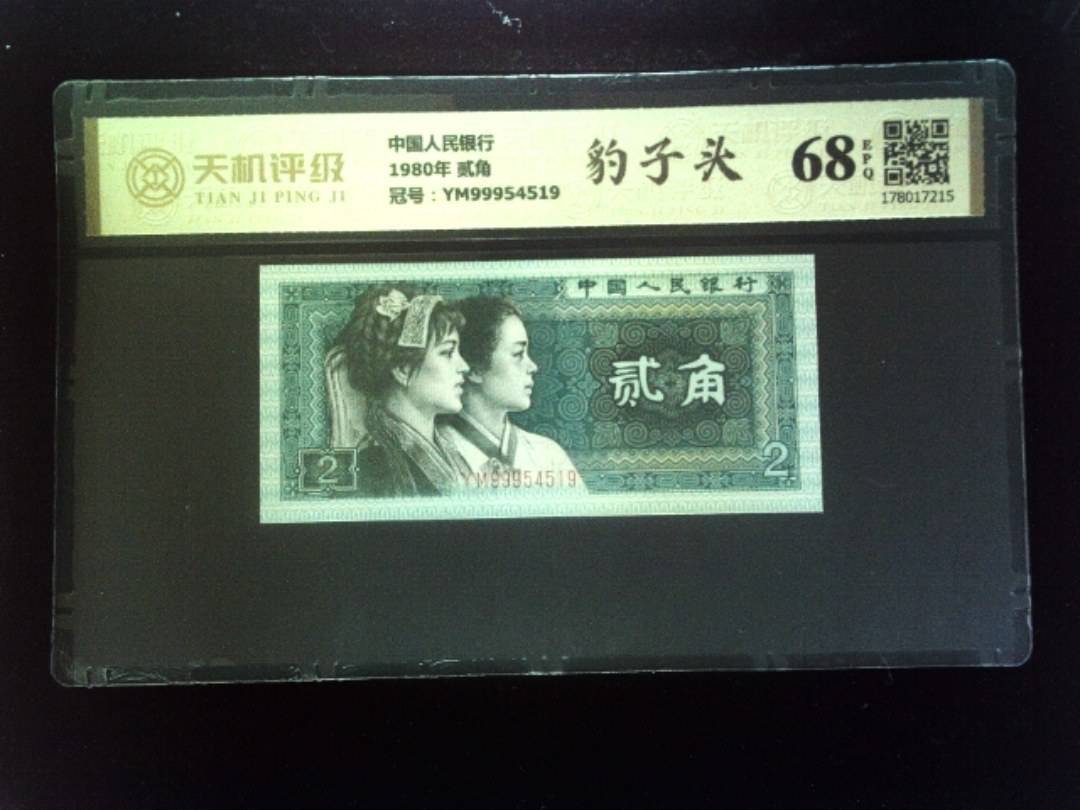 天机评级
TIAN JI PING JI
中国人民银行
1980年 贰角
冠号：YM99954519
豹子头
68
EPQ
178017215
中国人民银行
贰角
2
2
YM99954519